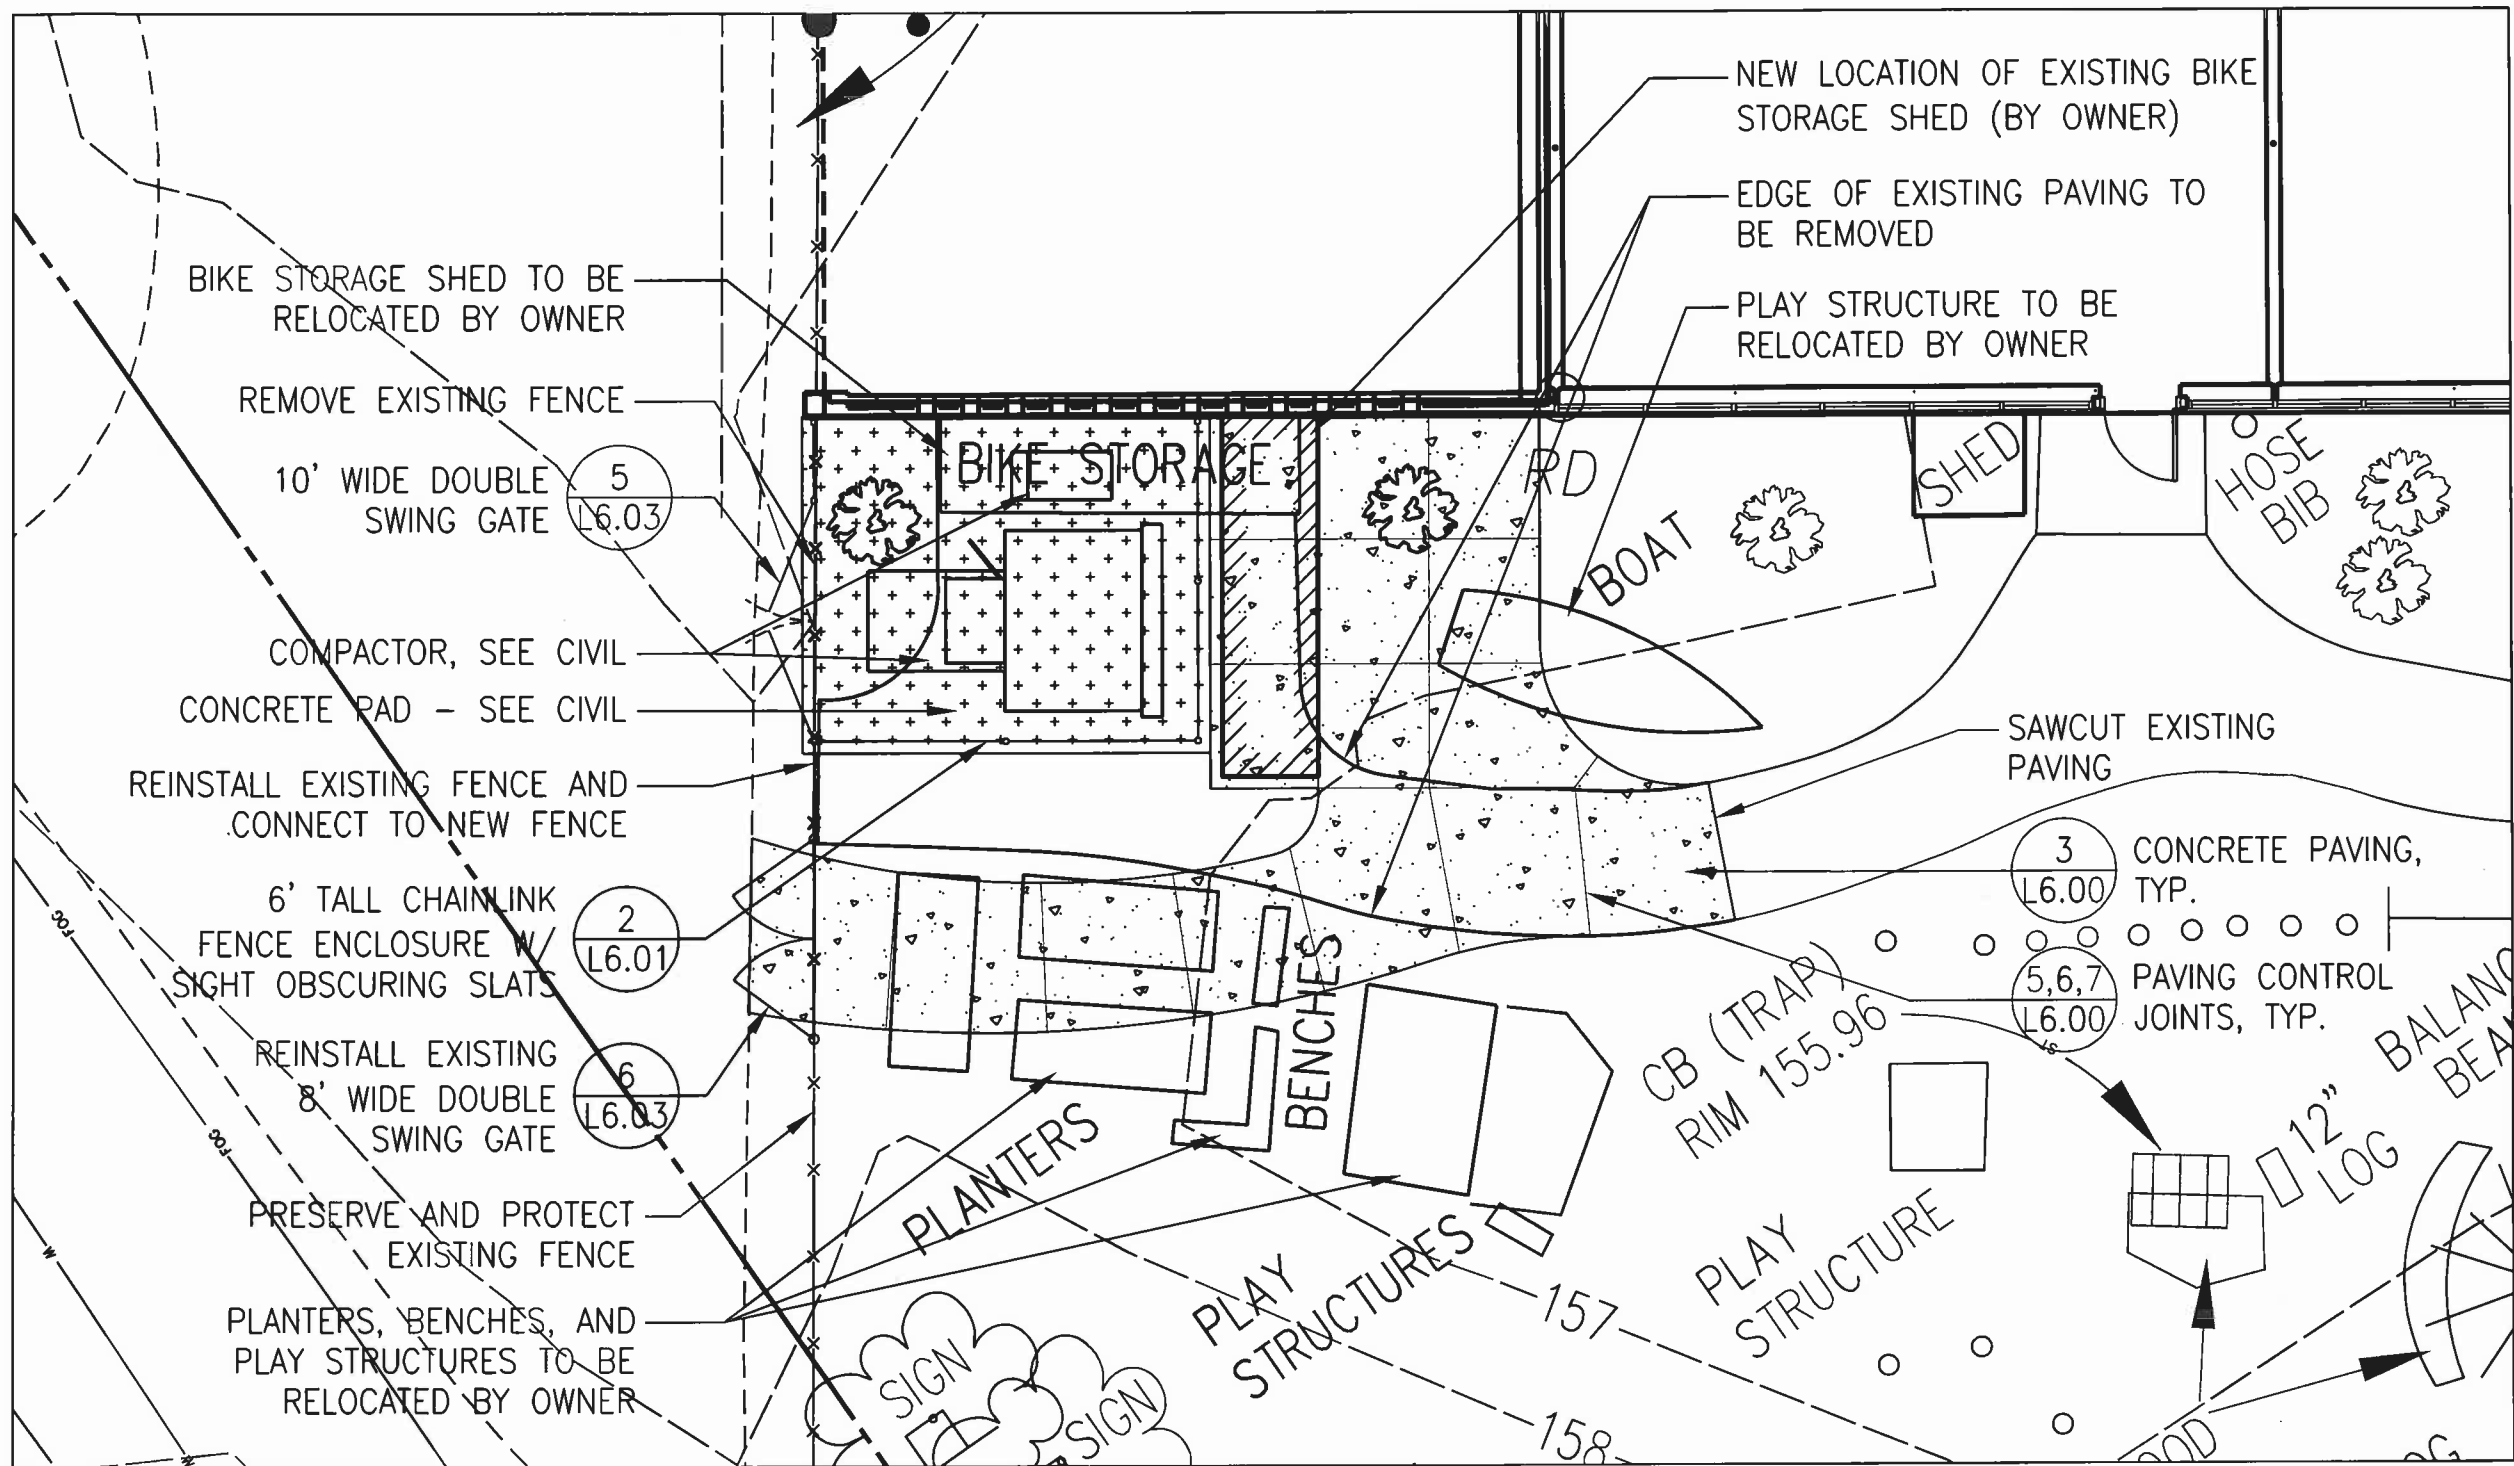 NEW LOCATION OF EXISTING BIKE
STORAGE SHED (BY OWNER)
EDGE OF EXISTING PAVING TO
BE REMOVED
PLAY STRUCTURE TO BE
RELOCATED BY OWNER
BIKE STORAGE SHED TO BE
RELOCATED BY OWNER
REMOVE EXISTING FENCE
10' WIDE DOUBLE
SWING GATE
5
L6.03
COMPACTOR, SEE CIVIL
CONCRETE PAD - SEE CIVIL
REINSTALL EXISTING FENCE AND
CONNECT TO NEW FENCE
6' TALL CHAINLINK
FENCE ENCLOSURE W/
SIGHT OBSCURING SLATS
2
L6.01
REINSTALL EXISTING
8' WIDE DOUBLE
SWING GATE
6
L6.03
PRESERVE AND PROTECT
EXISTING FENCE
PLANTERS, BENCHES, AND
PLAY STRUCTURES TO BE
RELOCATED BY OWNER
BIKE STORAGE
RD
BOAT
SHED
HOSE
BIB
SAWCUT EXISTING
PAVING
3
L6.00
CONCRETE PAVING,
TYP.
5,6,7
L6.00
PAVING CONTROL
JOINTS, TYP.
BENCHES
PLANTERS
PLAY
STRUCTURES
CB (TRAP)
RIM 155.96
PLAY
STRUCTURE
12"
LOG
157
158
SIGN
SIGN
FOC
FOC
W
W